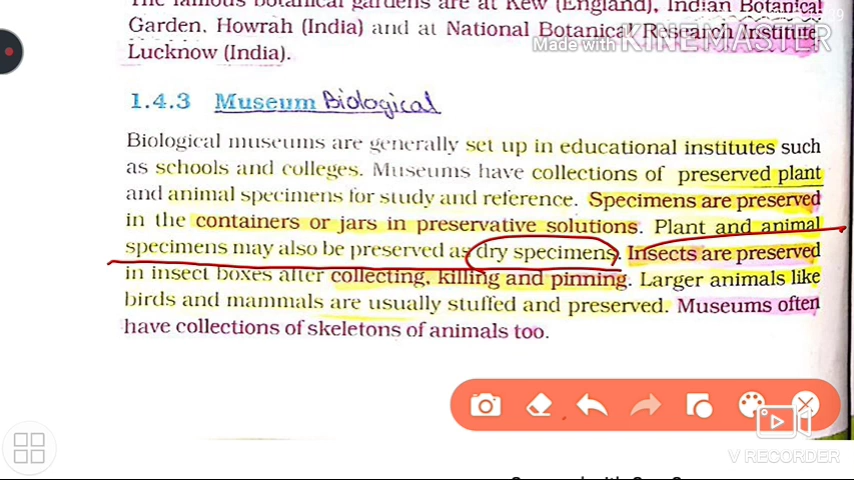 The famous botanical gardens are at Kew (England), Indian Botanical
Garden, Howrah (India) and at National Botanical Research Institute,
Made with KINEMASTER
Lucknow (India).
1.4.3 Museum Biological
Biological museums are generally set up in educational institutes such
as schools and colleges. Museums have collections of preserved plant
and animal specimens for study and reference. Specimens are preserved
in the containers or jars in preservative solutions. Plant and animal
specimens may also be preserved as dry specimens. Insects are preserved
in insect boxes after collecting, killing and pinning. Larger animals like
birds and mammals are usually stuffed and preserved. Museums often
have collections of skeletons of animals too.
V RECORDER